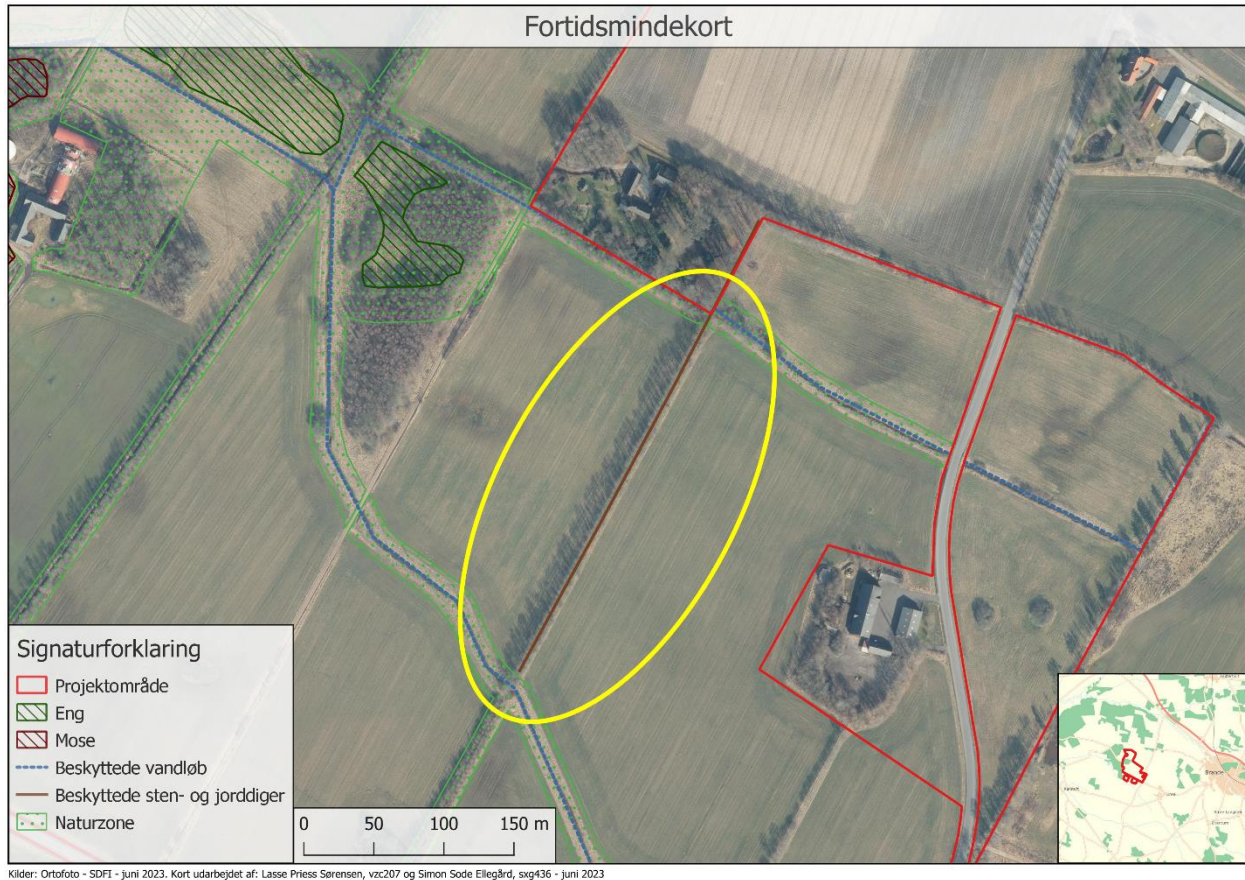 Fortidsmindekort
Signaturforklaring
Projektområde
Eng
Mose
Beskyttede vandløb
Beskyttede sten- og jorddiger
Naturzone
0 50 100 150 m
Brande
Kilder: Ortofoto - SDFI - juni 2023. Kort udarbejdet af: Lasse Priess Sørensen, vzc207 og Simon Sode Ellegård, sxg436 - juni 2023